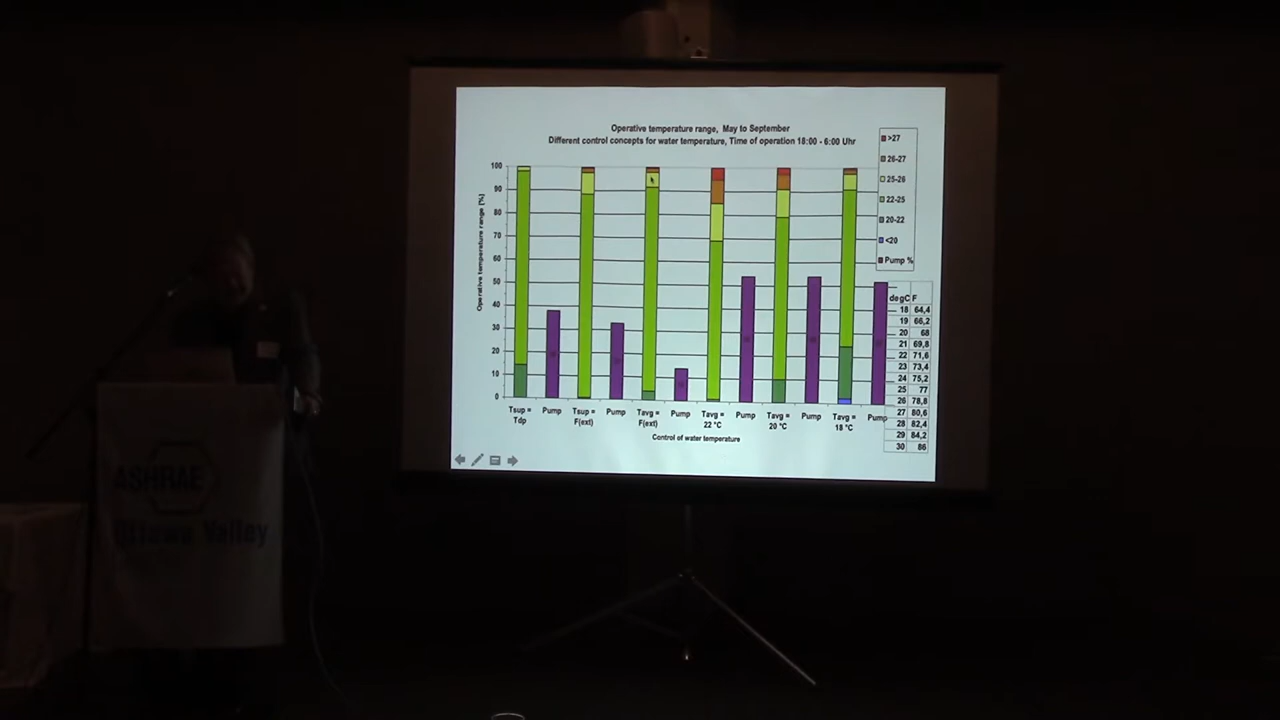 Operative temperature range, May to September
Different control concepts for water temperature, Time of operation 18:00 - 6:00 Uhr
>27
26-27
25-26
22-25
20-22
<20
Pump %
Operative temperature range [%]
100
90
80
70
60
50
40
30
20
10
0
Tsup = Tdp
Pump
Tsup = F(ext)
Pump
Tavg = F(ext)
Pump
Tavg = 22 °C
Pump
Tavg = 20 °C
Pump
Tavg = 18 °C
Pump
Control of water temperature
degC F
18 64,4
19 66,2
20 68
21 69,8
22 71,6
23 73,4
24 75,2
25 77
26 78,8
27 80,6
28 82,4
29 84,2
30 86
ASHRAE
Ottawa Valley